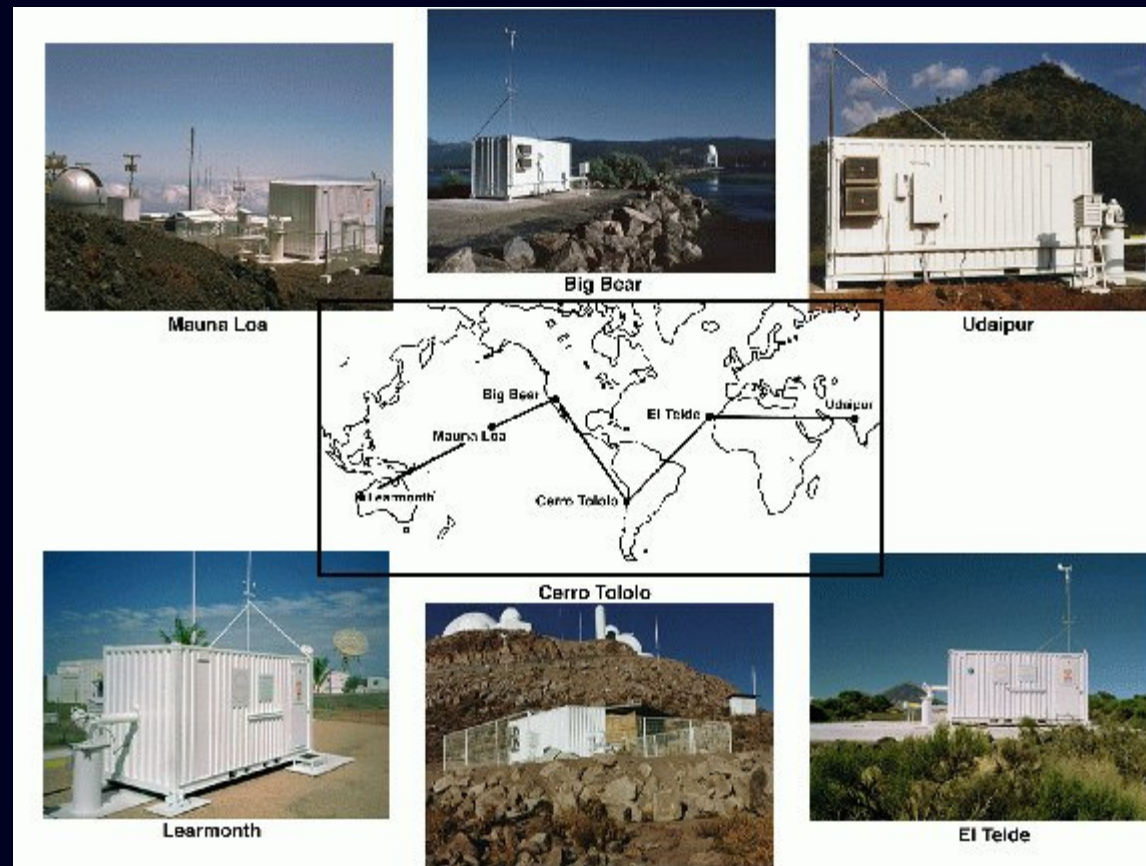 Big Bear
Mauna Loa
Udaipur
Big Bear
El Teide
Udaipur
Mauna Loa
Learmonth
Cerro Tololo
Cerro Tololo
Learmonth
El Teide